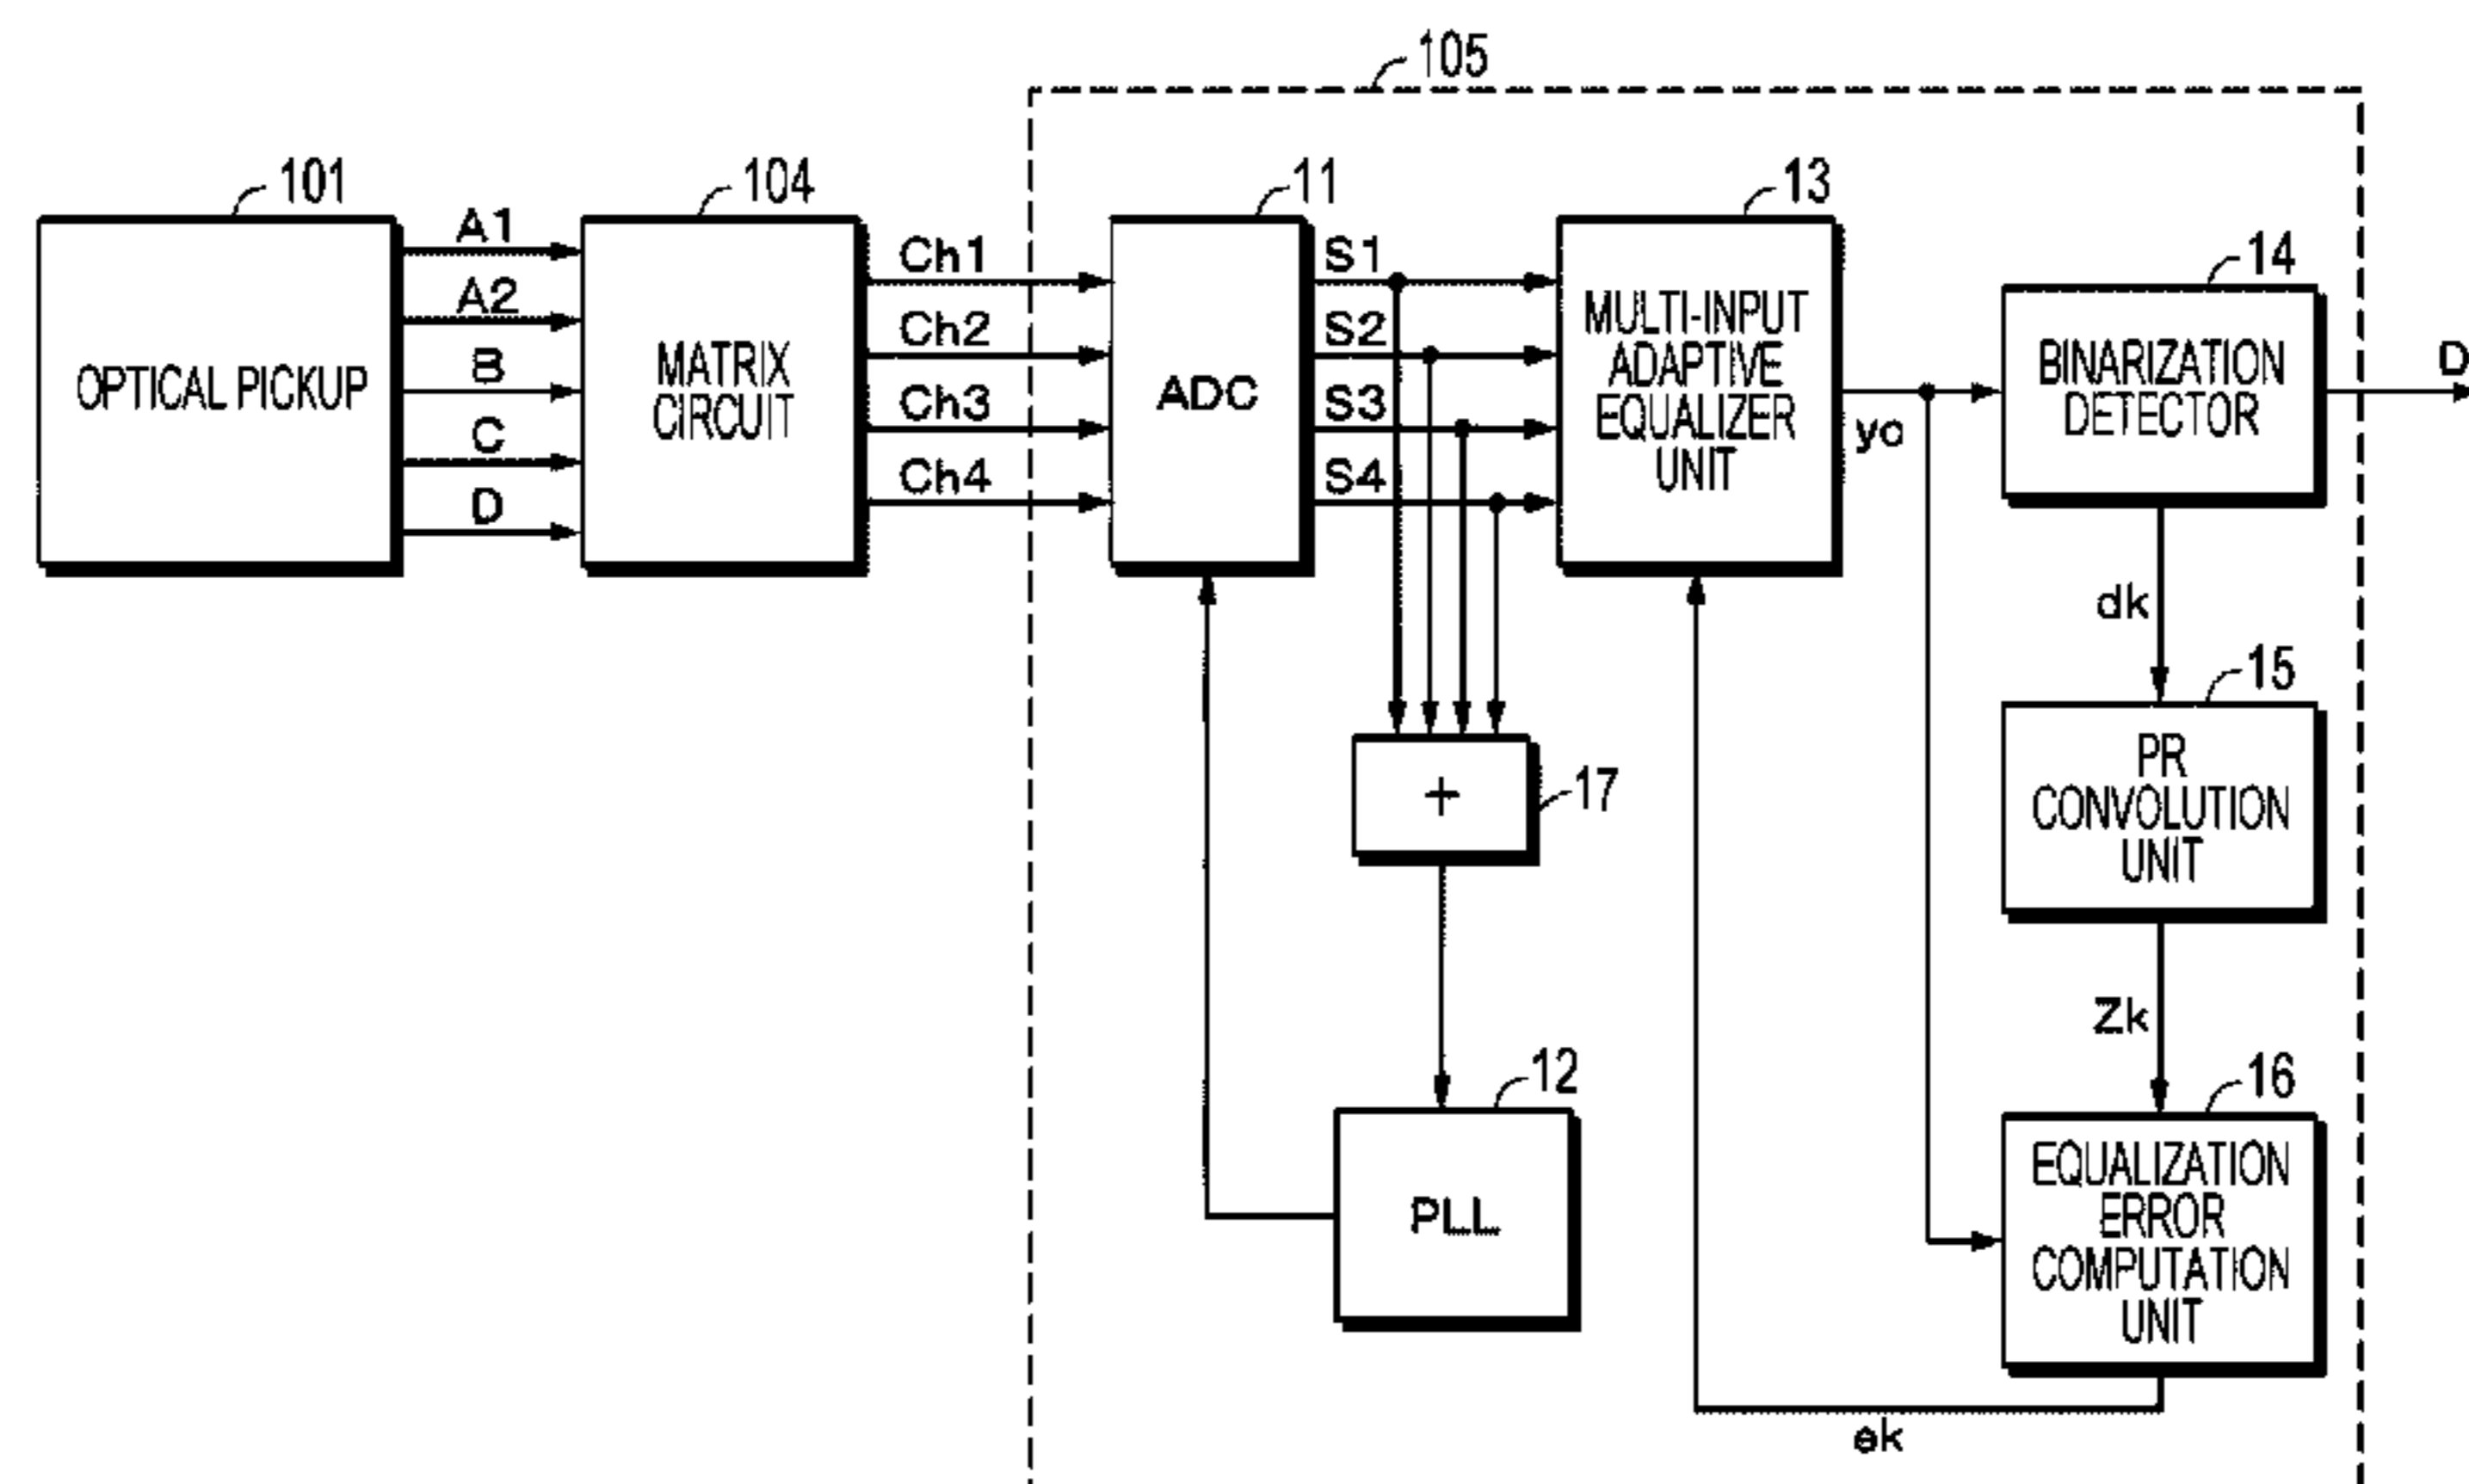 105
101
104
11
13
14
A1
A2
B
C
D
Ch1
Ch2
Ch3
Ch4
S1
S2
S3
S4
OPTICAL PICKUP
MATRIX
CIRCUIT
ADC
MULTI-INPUT
ADAPTIVE
EQUALIZER
UNIT
yo
BINARIZATION
DETECTOR
D
dk
15
PR
CONVOLUTION
UNIT
+
17
Zk
12
PLL
16
EQUALIZATION
ERROR
COMPUTATION
UNIT
ek